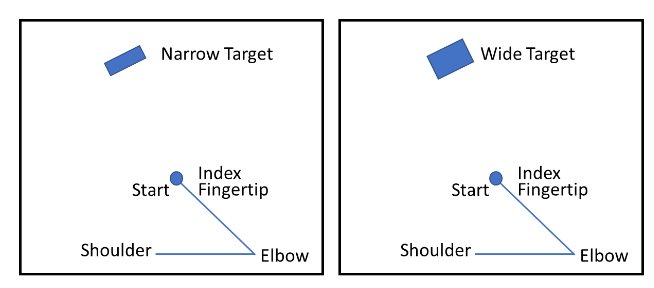 Narrow Target
Index
Fingertip
Start
Shoulder
Elbow
Wide Target
Index
Fingertip
Start
Shoulder
Elbow